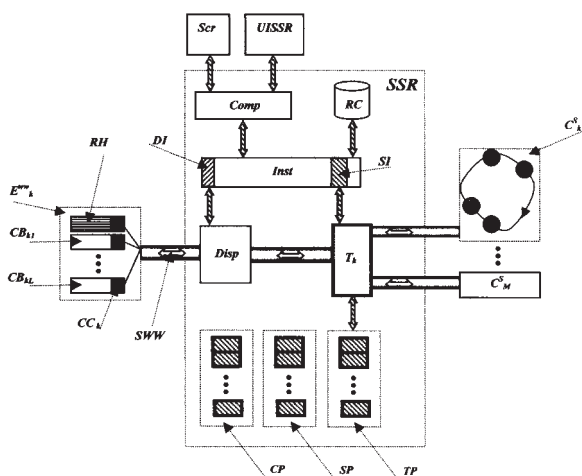 Scr
UISSR
SSR
Comp
RC
DI
SI
Inst
RH
C^S_k
E^ww_k
CB_k1
CB_kL
Disp
T_k
C^S_M
CC_k
SWW
CP
SP
TP